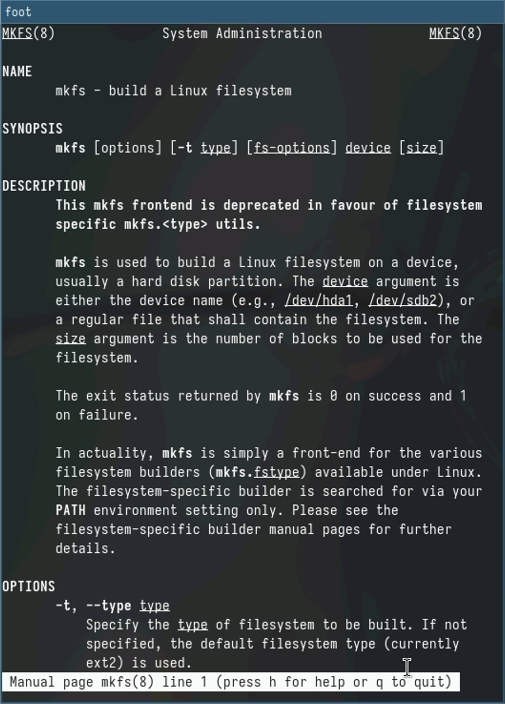 foot
MKFS(8) System Administration MKFS(8)
NAME
mkfs - build a Linux filesystem
SYNOPSIS
mkfs [options] [-t type] [fs-options] device [size]
DESCRIPTION
This mkfs frontend is deprecated in favour of filesystem
specific mkfs.<type> utils.
mkfs is used to build a Linux filesystem on a device,
usually a hard disk partition. The device argument is
either the device name (e.g., /dev/hda1, /dev/sdb2), or
a regular file that shall contain the filesystem. The
size argument is the number of blocks to be used for the
filesystem.
The exit status returned by mkfs is 0 on success and 1
on failure.
In actuality, mkfs is simply a front-end for the various
filesystem builders (mkfs.fstype) available under Linux.
The filesystem-specific builder is searched for via your
PATH environment setting only. Please see the
filesystem-specific builder manual pages for further
details.
OPTIONS
-t, --type type
Specify the type of filesystem to be built. If not
specified, the default filesystem type (currently
ext2) is used.
Manual page mkfs(8) line 1 (press h for help or q to quit)